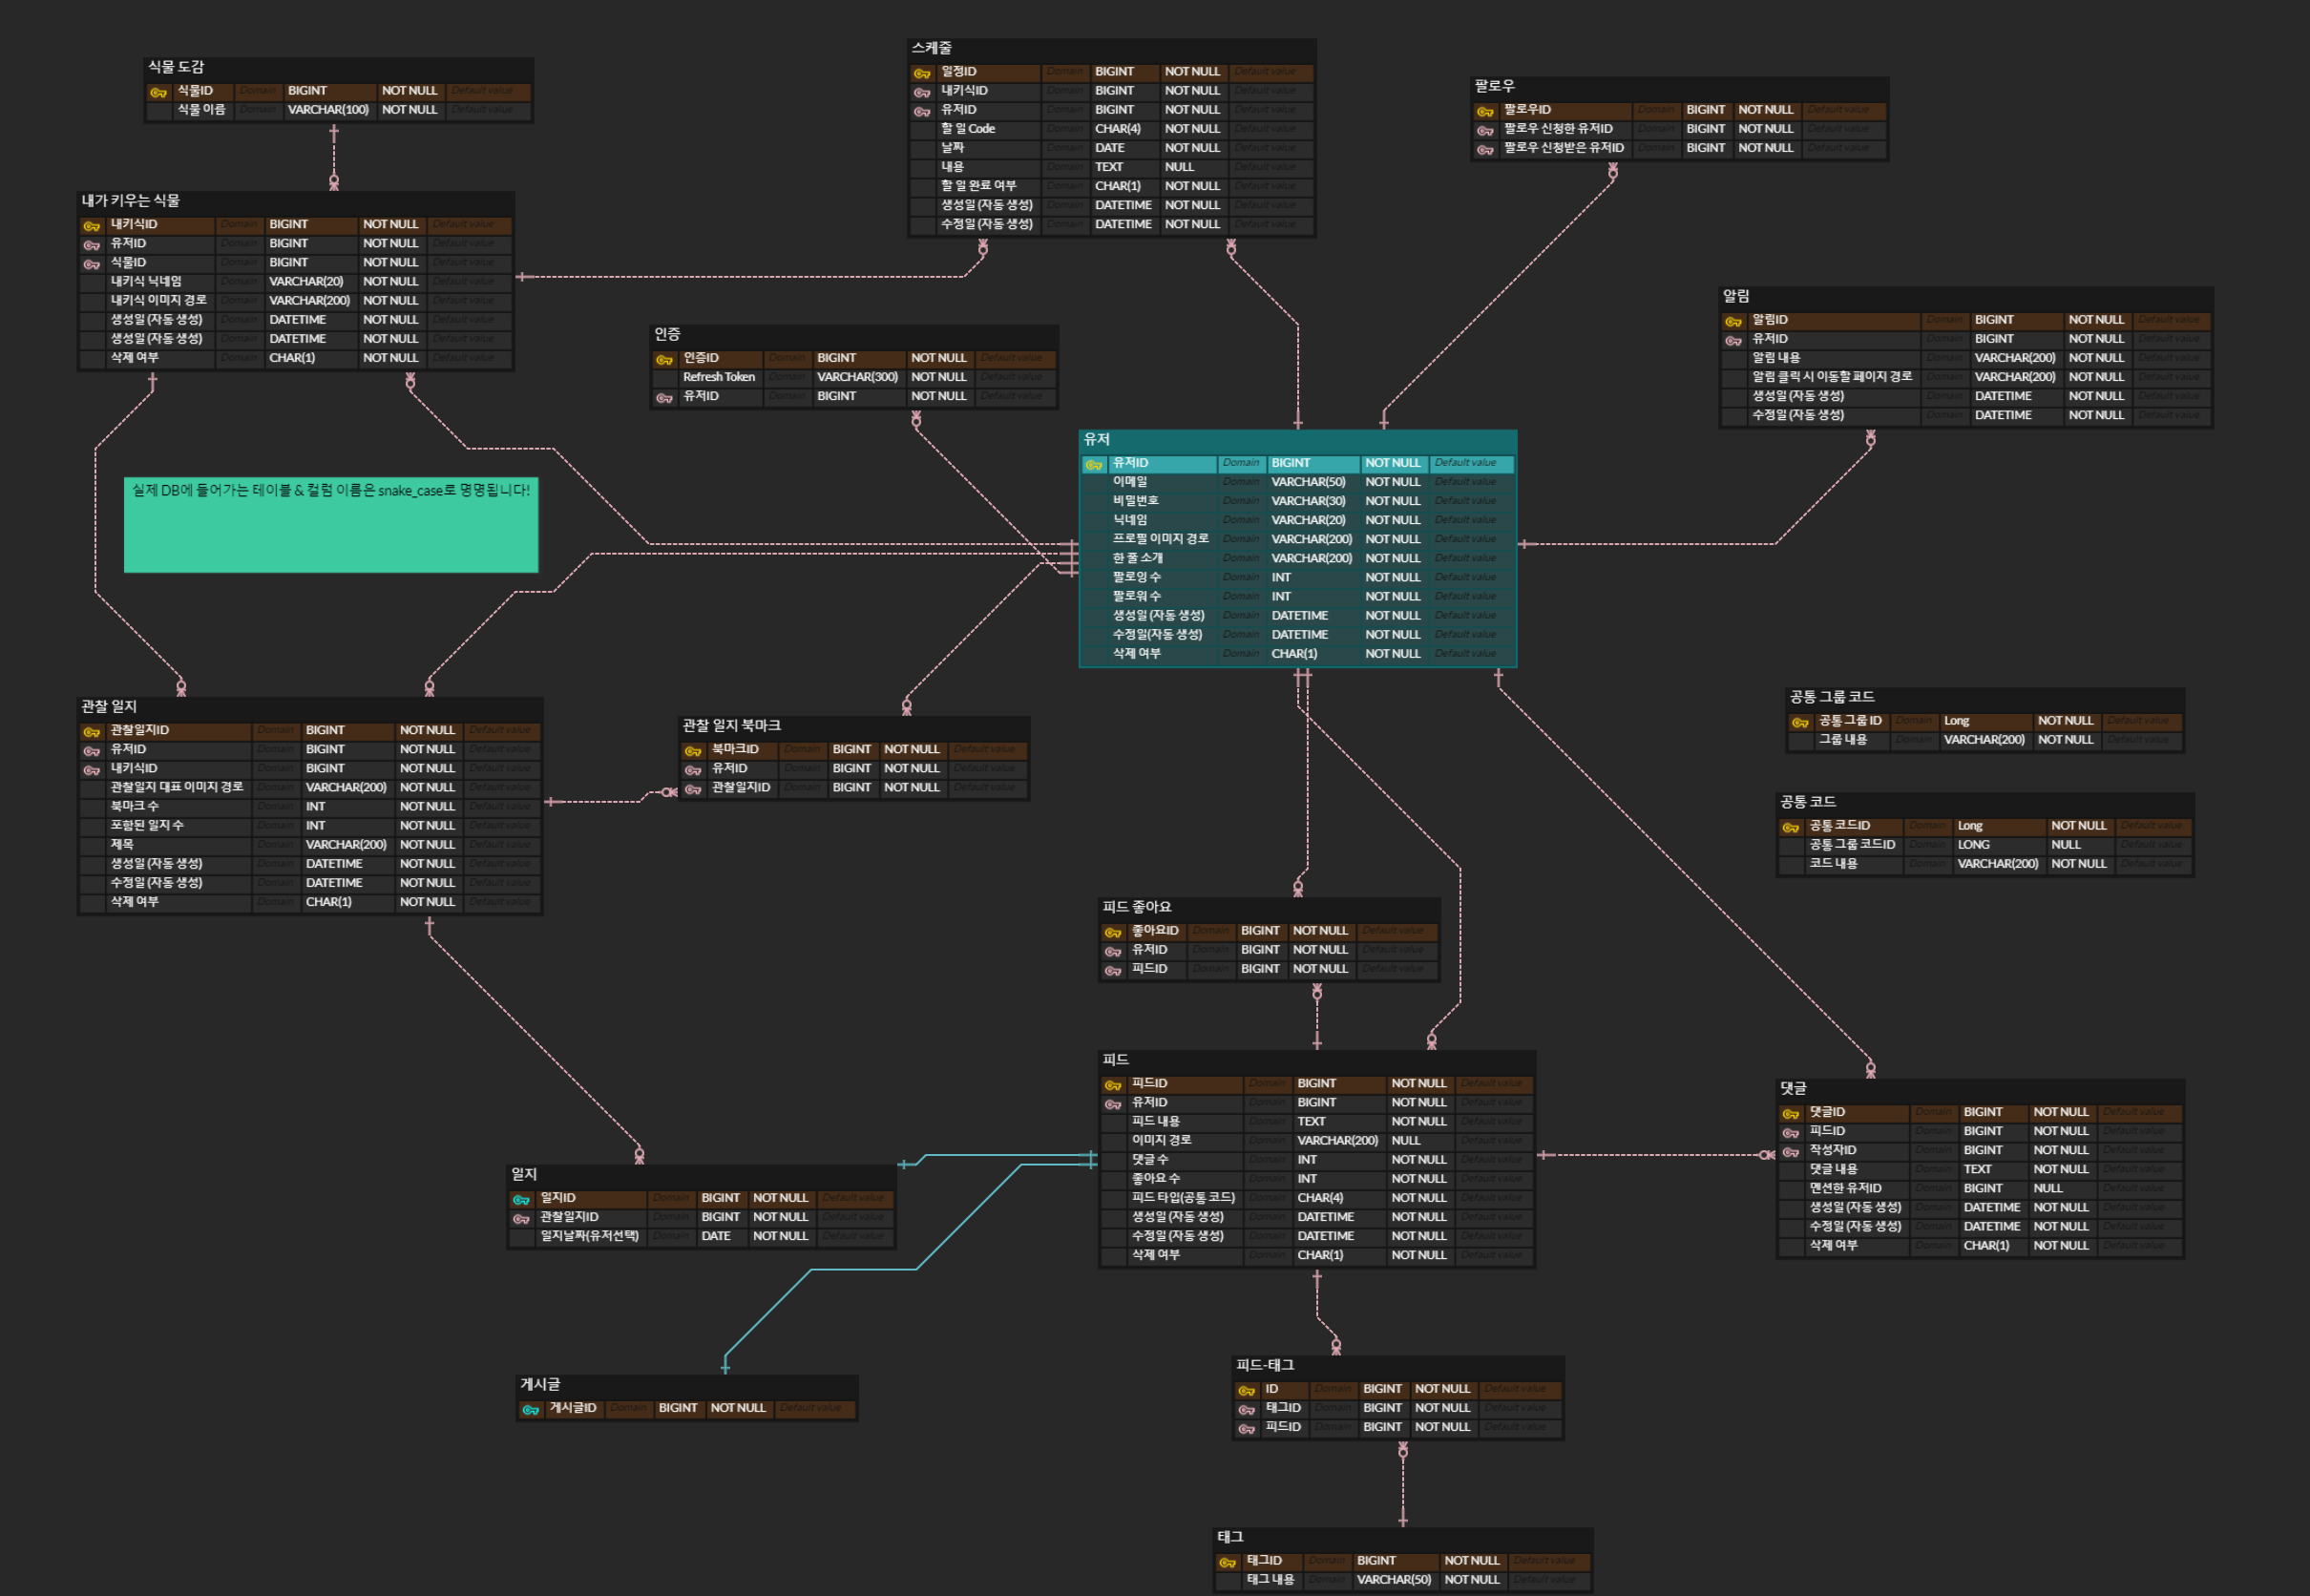 식물 도감
식물ID Domain BIGINT NOT NULL Default value
식물 이름 Domain VARCHAR(100) NOT NULL Default value
스케줄
일정ID Domain BIGINT NOT NULL Default value
내키식ID Domain BIGINT NOT NULL Default value
유저ID Domain BIGINT NOT NULL Default value
할 일 Code Domain CHAR(4) NOT NULL Default value
날짜 Domain DATE NOT NULL Default value
내용 Domain TEXT NULL Default value
할 일 완료 여부 Domain CHAR(1) NOT NULL Default value
생성일 (자동 생성) Domain DATETIME NOT NULL Default value
수정일 (자동 생성) Domain DATETIME NOT NULL Default value
팔로우
팔로우ID Domain BIGINT NOT NULL Default value
팔로우 신청한 유저ID Domain BIGINT NOT NULL Default value
팔로우 신청받은 유저ID Domain BIGINT NOT NULL Default value
내가 키우는 식물
내키식ID Domain BIGINT NOT NULL Default value
유저ID Domain BIGINT NOT NULL Default value
식물ID Domain BIGINT NOT NULL Default value
내키식 닉네임 Domain VARCHAR(20) NOT NULL Default value
내키식 이미지 경로 Domain VARCHAR(200) NOT NULL Default value
생성일 (자동 생성) Domain DATETIME NOT NULL Default value
생성일 (자동 생성) Domain DATETIME NOT NULL Default value
삭제 여부 Domain CHAR(1) NOT NULL Default value
알림
알림ID Domain BIGINT NOT NULL Default value
유저ID Domain BIGINT NOT NULL Default value
알림 내용 Domain VARCHAR(200) NOT NULL Default value
알림 클릭 시 이동할 페이지 경로 Domain VARCHAR(200) NOT NULL Default value
생성일 (자동 생성) Domain DATETIME NOT NULL Default value
수정일 (자동 생성) Domain DATETIME NOT NULL Default value
인증
인증ID Domain BIGINT NOT NULL Default value
Refresh Token Domain VARCHAR(300) NOT NULL Default value
유저ID Domain BIGINT NOT NULL Default value
유저
유저ID Domain BIGINT NOT NULL Default value
이메일 Domain VARCHAR(50) NOT NULL Default value
비밀번호 Domain VARCHAR(30) NOT NULL Default value
닉네임 Domain VARCHAR(20) NOT NULL Default value
프로필 이미지 경로 Domain VARCHAR(200) NOT NULL Default value
한 줄 소개 Domain VARCHAR(200) NOT NULL Default value
팔로잉 수 Domain INT NOT NULL Default value
팔로워 수 Domain INT NOT NULL Default value
생성일 (자동 생성) Domain DATETIME NOT NULL Default value
수정일(자동 생성) Domain DATETIME NOT NULL Default value
삭제 여부 Domain CHAR(1) NOT NULL Default value
실제 DB에 들어가는 테이블 & 컬럼 이름은 snake_case로 명명됩니다!
관찰 일지
관찰일지ID Domain BIGINT NOT NULL Default value
유저ID Domain BIGINT NOT NULL Default value
내키식ID Domain BIGINT NOT NULL Default value
관찰일지 대표 이미지 경로 Domain VARCHAR(200) NOT NULL Default value
북마크 수 Domain INT NOT NULL Default value
포함된 일지 수 Domain INT NOT NULL Default value
제목 Domain VARCHAR(200) NOT NULL Default value
생성일 (자동 생성) Domain DATETIME NOT NULL Default value
수정일 (자동 생성) Domain DATETIME NOT NULL Default value
삭제 여부 Domain CHAR(1) NOT NULL Default value
관찰 일지 북마크
북마크ID Domain BIGINT NOT NULL Default value
유저ID Domain BIGINT NOT NULL Default value
관찰일지ID Domain BIGINT NOT NULL Default value
공통 그룹 코드
공통 그룹 ID Domain Long NOT NULL Default value
그룹 내용 Domain VARCHAR(200) NOT NULL Default value
공통 코드
공통 코드ID Domain Long NOT NULL Default value
공통 그룹 코드ID Domain LONG NULL Default value
코드 내용 Domain VARCHAR(200) NOT NULL Default value
피드 좋아요
좋아요ID Domain BIGINT NOT NULL Default value
유저ID Domain BIGINT NOT NULL Default value
피드ID Domain BIGINT NOT NULL Default value
피드
피드ID Domain BIGINT NOT NULL Default value
유저ID Domain BIGINT NOT NULL Default value
피드 내용 Domain TEXT NOT NULL Default value
이미지 경로 Domain VARCHAR(200) NULL Default value
댓글 수 Domain INT NOT NULL Default value
좋아요 수 Domain INT NOT NULL Default value
피드 타입(공통 코드) Domain CHAR(4) NOT NULL Default value
생성일 (자동 생성) Domain DATETIME NOT NULL Default value
수정일 (자동 생성) Domain DATETIME NOT NULL Default value
삭제 여부 Domain CHAR(1) NOT NULL Default value
댓글
댓글ID Domain BIGINT NOT NULL Default value
피드ID Domain BIGINT NOT NULL Default value
작성자ID Domain BIGINT NOT NULL Default value
댓글 내용 Domain TEXT NOT NULL Default value
멘션한 유저ID Domain BIGINT NULL Default value
생성일 (자동 생성) Domain DATETIME NOT NULL Default value
수정일 (자동 생성) Domain DATETIME NOT NULL Default value
삭제 여부 Domain CHAR(1) NOT NULL Default value
일지
일지ID Domain BIGINT NOT NULL Default value
관찰일지ID Domain BIGINT NOT NULL Default value
일지날짜(유저선택) Domain DATE NOT NULL Default value
게시글
게시글ID Domain BIGINT NOT NULL Default value
피드-태그
ID Domain BIGINT NOT NULL Default value
태그ID Domain BIGINT NOT NULL Default value
피드ID Domain BIGINT NOT NULL Default value
태그
태그ID Domain BIGINT NOT NULL Default value
태그 내용 Domain VARCHAR(50) NOT NULL Default value